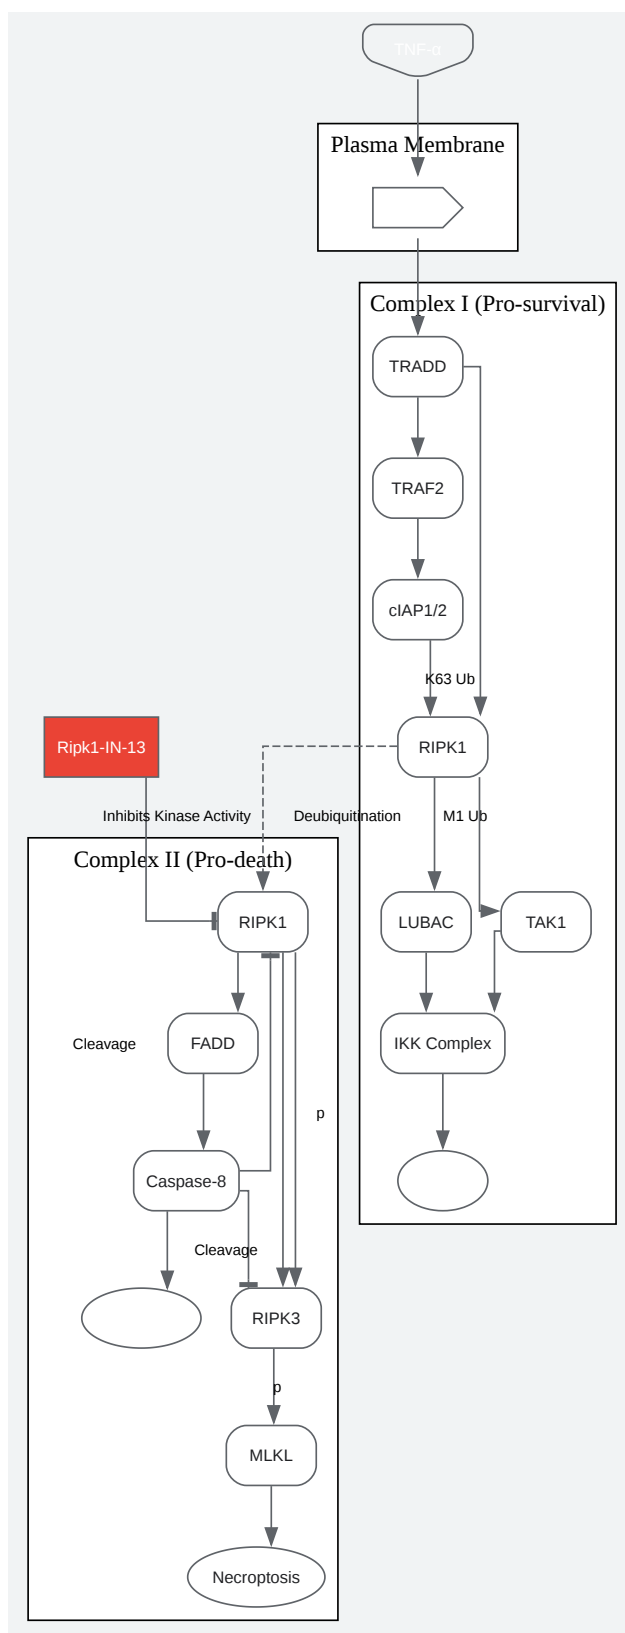 TNF-α
Plasma Membrane
Complex I (Pro-survival)
TRADD
TRAF2
cIAP1/2
K63 Ub
Ripk1-IN-13
RIPK1
Inhibits Kinase Activity
Deubiquitination
M1 Ub
Complex II (Pro-death)
RIPK1
LUBAC
TAK1
Cleavage
FADD
IKK Complex
p
Caspase-8
Cleavage
RIPK3
p
MLKL
Necroptosis